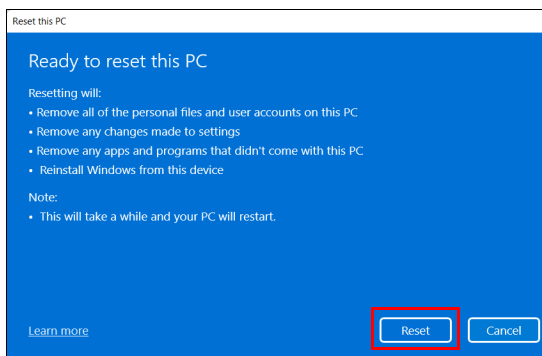 Reset this PC
Ready to reset this PC
Resetting will:
• Remove all of the personal files and user accounts on this PC
• Remove any changes made to settings
• Remove any apps and programs that didn't come with this PC
• Reinstall Windows from this device
Note:
• This will take a while and your PC will restart.
Learn more
Reset
Cancel